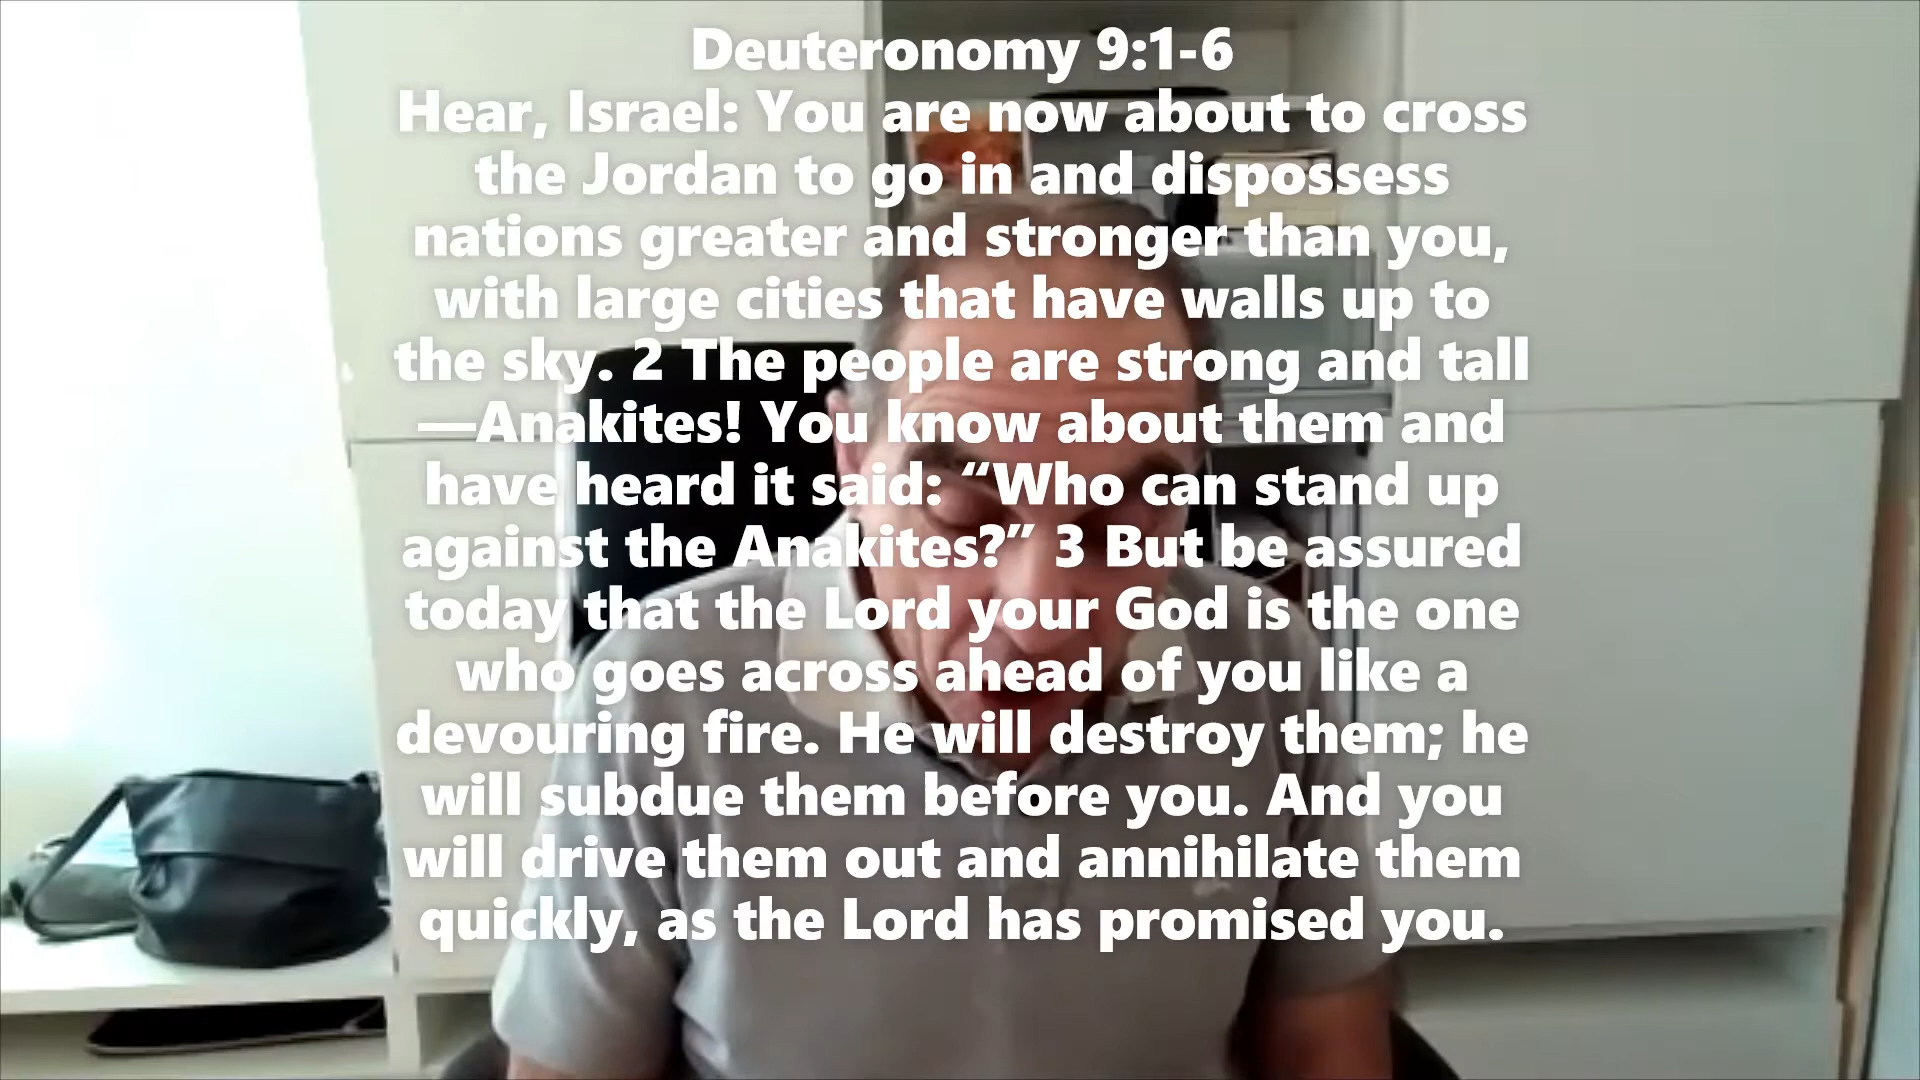 Deuteronomy 9:1-6
Hear, Israel: You are now about to cross
the Jordan to go in and dispossess
nations greater and stronger than you,
with large cities that have walls up to
the sky. 2 The people are strong and tall
—Anakites! You know about them and
have heard it said: “Who can stand up
against the Anakites?” 3 But be assured
today that the Lord your God is the one
who goes across ahead of you like a
devouring fire. He will destroy them; he
will subdue them before you. And you
will drive them out and annihilate them
quickly, as the Lord has promised you.